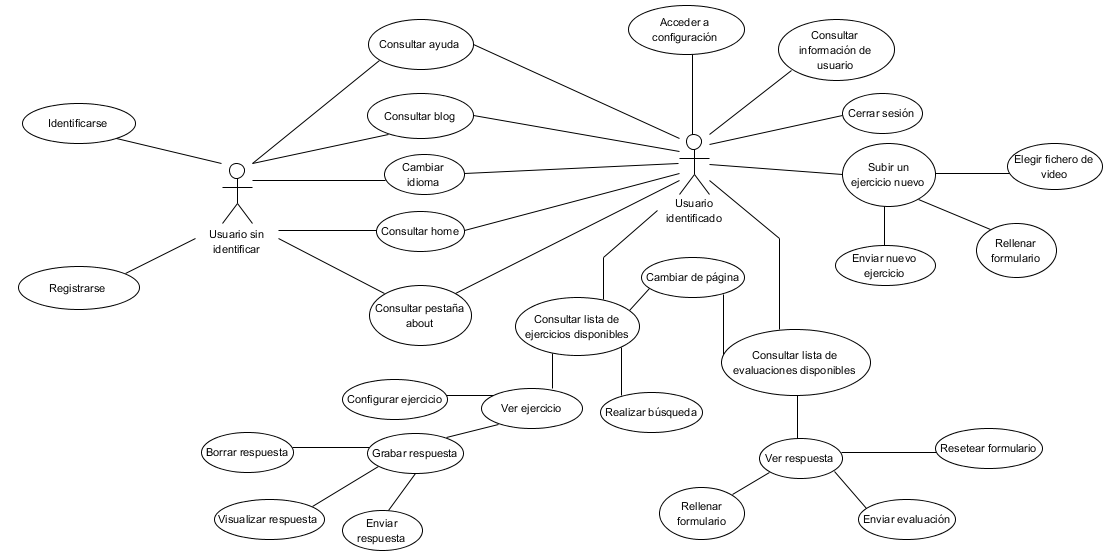 Acceder a
configuración
Consultar
información de
usuario
Consultar ayuda
Cerrar sesión
Consultar blog
Identificarse
Subir un
ejercicio nuevo
Elegir fichero de
video
Cambiar
idioma
Usuario
identificado
Usuario sin
identificar
Consultar home
Rellenar
formulario
Enviar nuevo
ejercicio
Cambiar de página
Registrarse
Consultar pestaña
about
Consultar lista de
ejercicios disponibles
Consultar lista de
evaluaciones disponibles
Configurar ejercicio
Ver ejercicio
Realizar búsqueda
Borrar respuesta
Grabar respuesta
Ver respuesta
Resetear formulario
Visualizar respuesta
Enviar
respuesta
Rellenar
formulario
Enviar evaluación